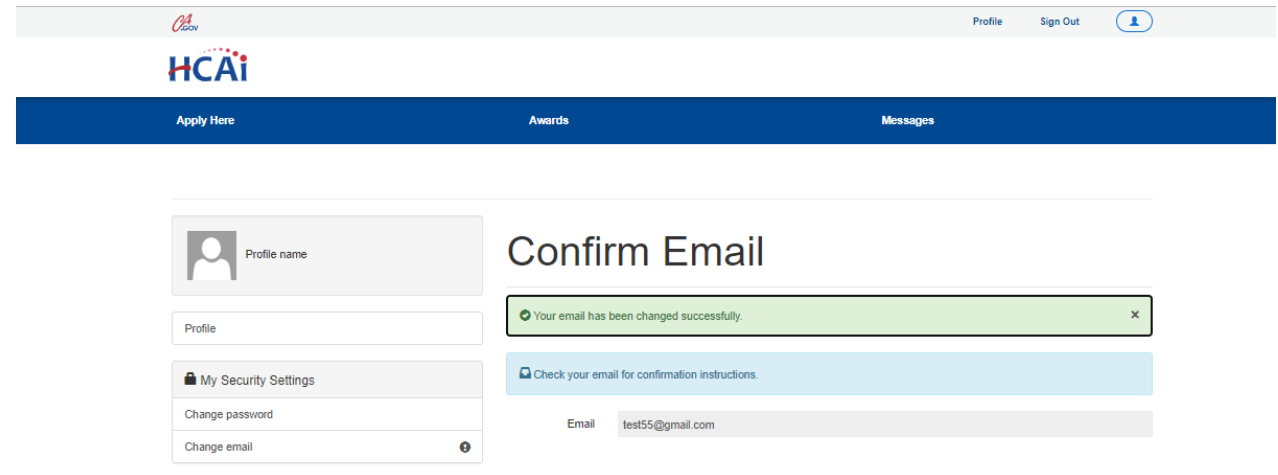 CA.GOV
Profile Sign Out
HCAi
Apply Here Awards Messages
Profile name
Confirm Email
Your email has been changed successfully. ×
Profile
Check your email for confirmation instructions.
My Security Settings
Change password
Email test55@gmail.com
Change email